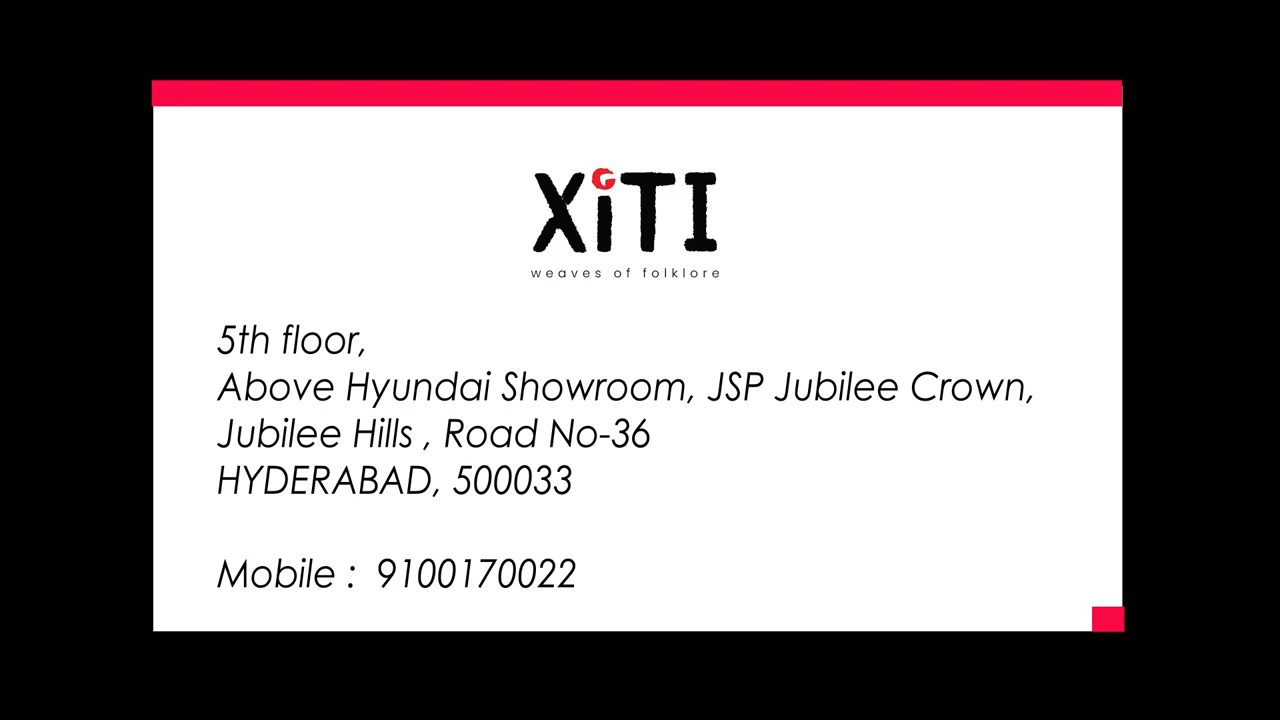 XiTI
weaves of folklore
5th floor,
Above Hyundai Showroom, JSP Jubilee Crown,
Jubilee Hills , Road No-36
HYDERABAD, 500033
Mobile :  9100170022